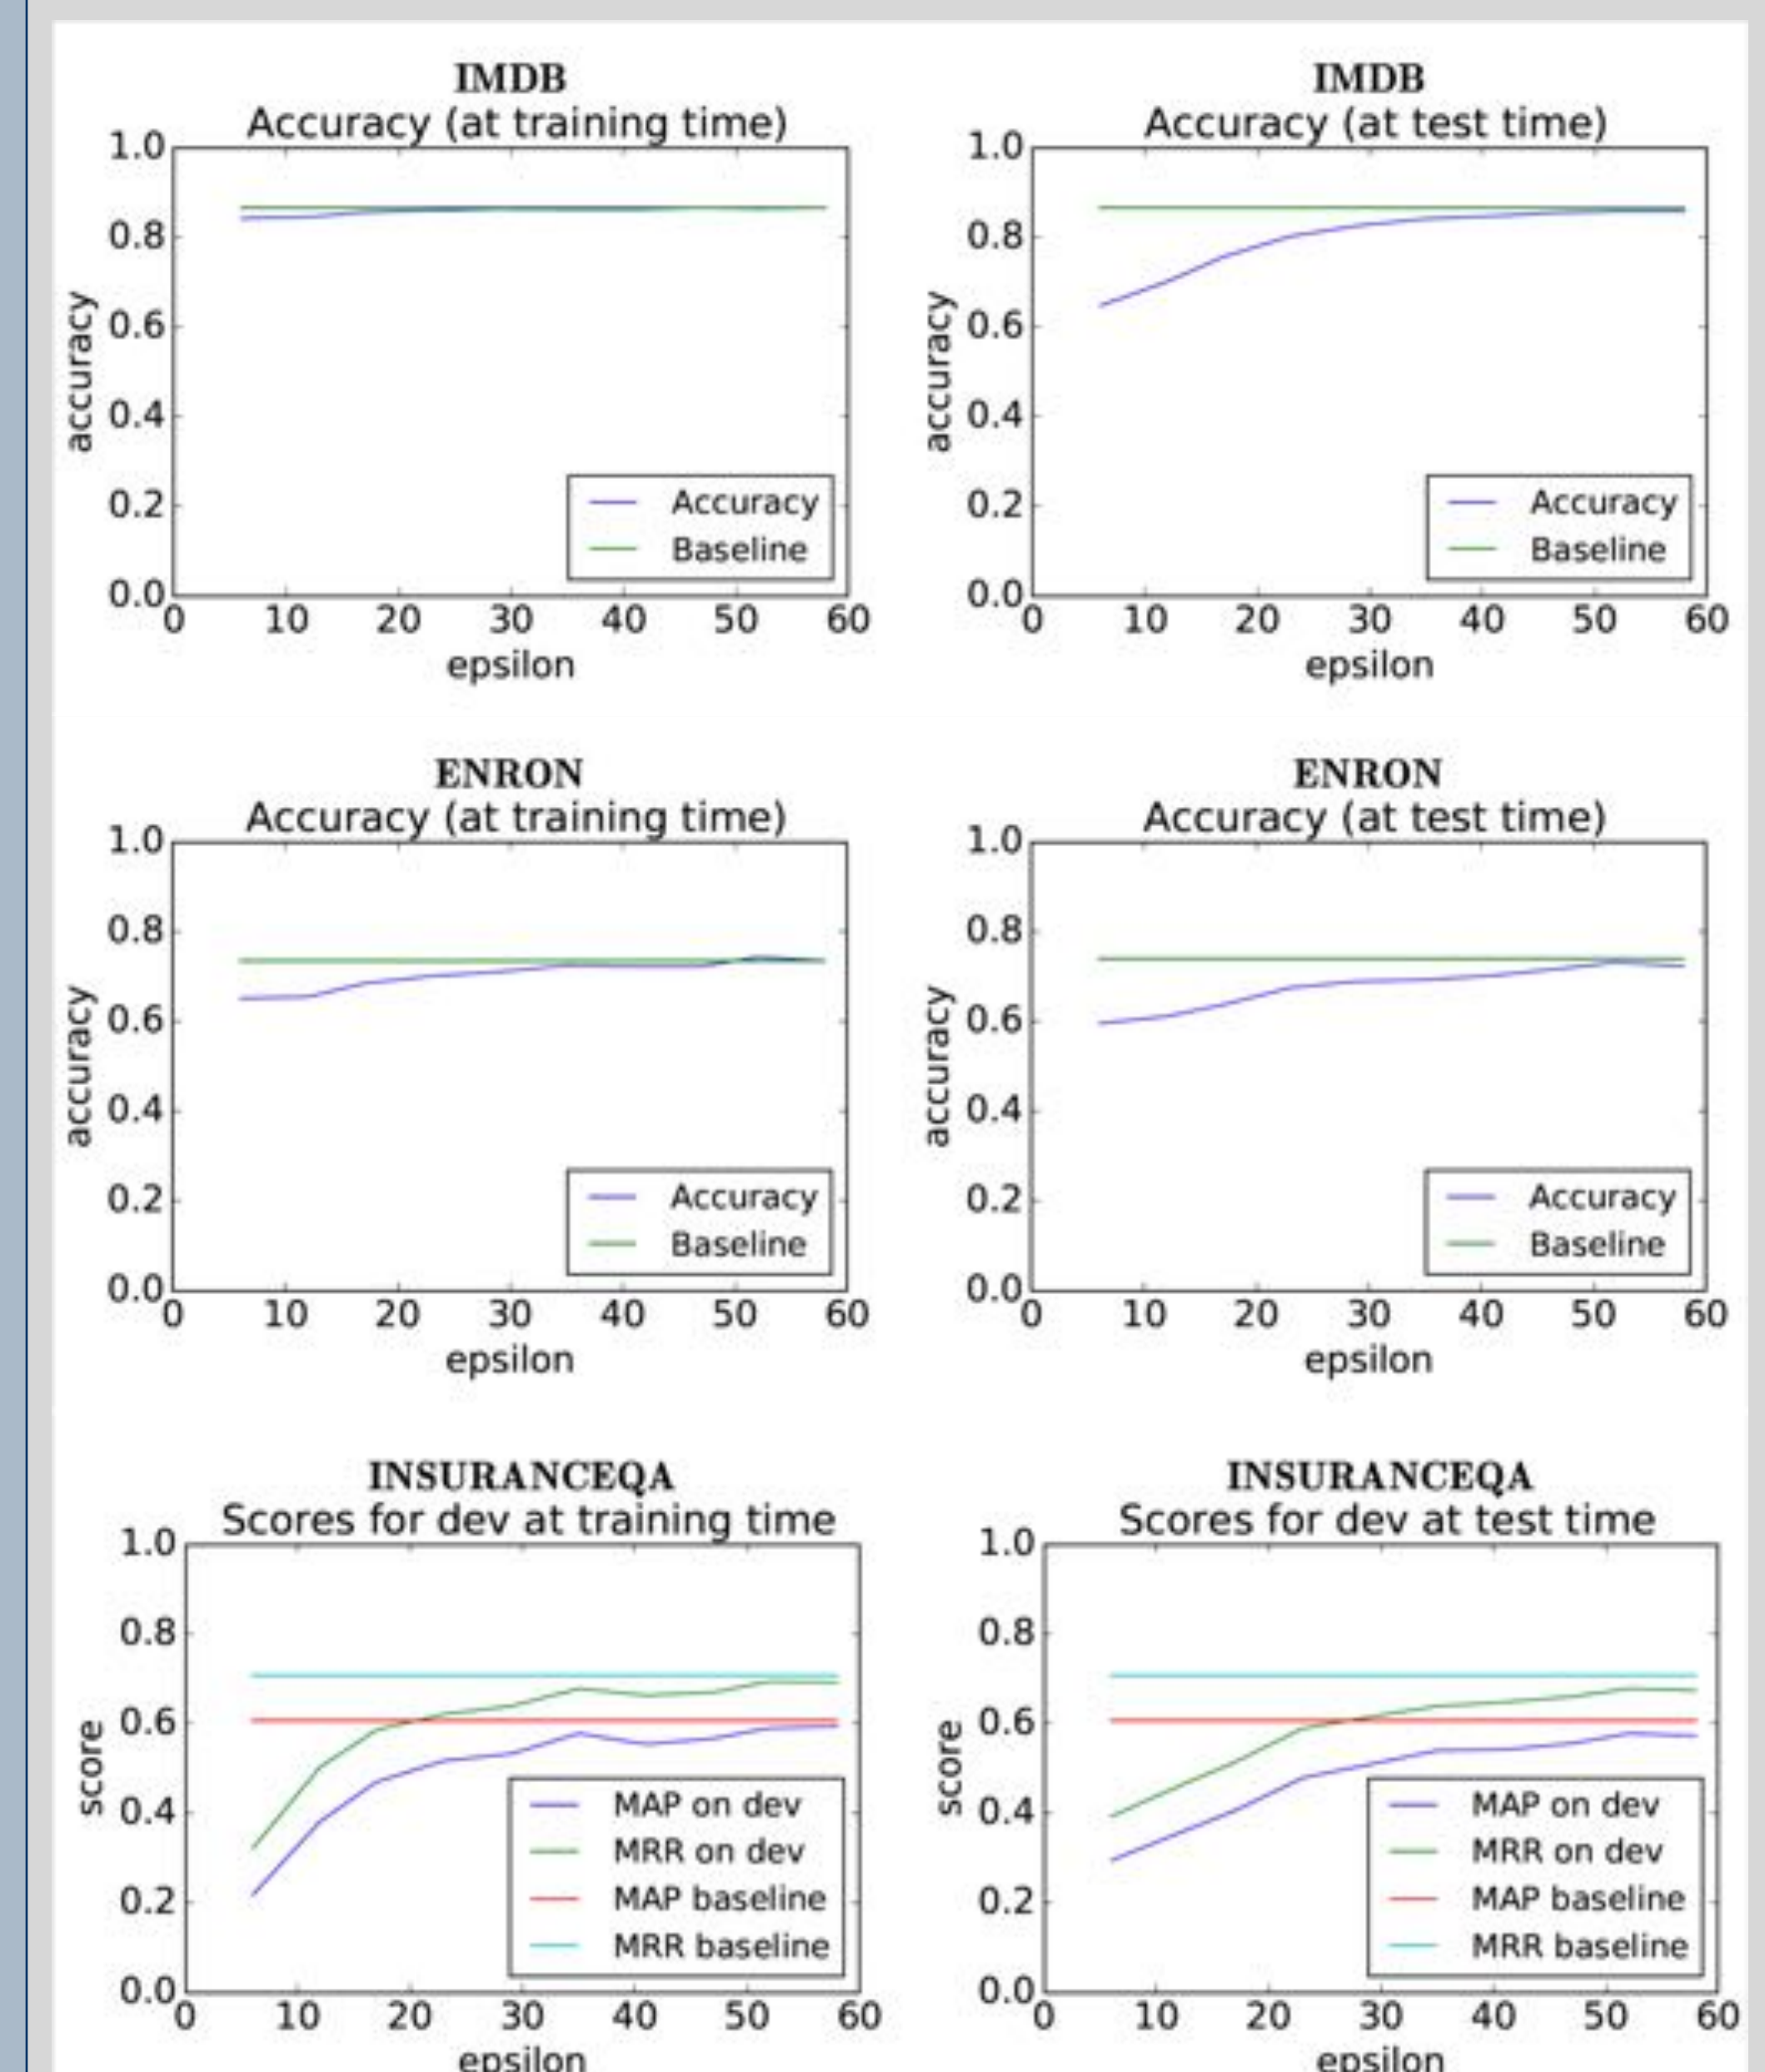 IMDB
Accuracy (at training time)
1.0
0.8
0.6
0.4
0.2
0.0
accuracy
Accuracy
Baseline
0 10 20 30 40 50 60
epsilon
IMDB
Accuracy (at test time)
1.0
0.8
0.6
0.4
0.2
0.0
accuracy
Accuracy
Baseline
0 10 20 30 40 50 60
epsilon
ENRON
Accuracy (at training time)
1.0
0.8
0.6
0.4
0.2
0.0
accuracy
Accuracy
Baseline
0 10 20 30 40 50 60
epsilon
ENRON
Accuracy (at test time)
1.0
0.8
0.6
0.4
0.2
0.0
accuracy
Accuracy
Baseline
0 10 20 30 40 50 60
epsilon
INSURANCEQA
Scores for dev at training time
1.0
0.8
0.6
0.4
0.2
0.0
score
MAP on dev
MRR on dev
MAP baseline
MRR baseline
0 10 20 30 40 50 60
epsilon
INSURANCEQA
Scores for dev at test time
1.0
0.8
0.6
0.4
0.2
0.0
score
MAP on dev
MRR on dev
MAP baseline
MRR baseline
0 10 20 30 40 50 60
epsilon